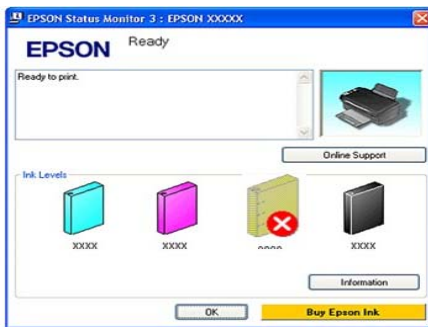 EPSON Status Monitor 3 : EPSON XXXXX
EPSON
Ready
Ready to print.
Online Support
Ink Levels
XXXX
XXXX
XXXX
Information
OK
Buy Epson Ink